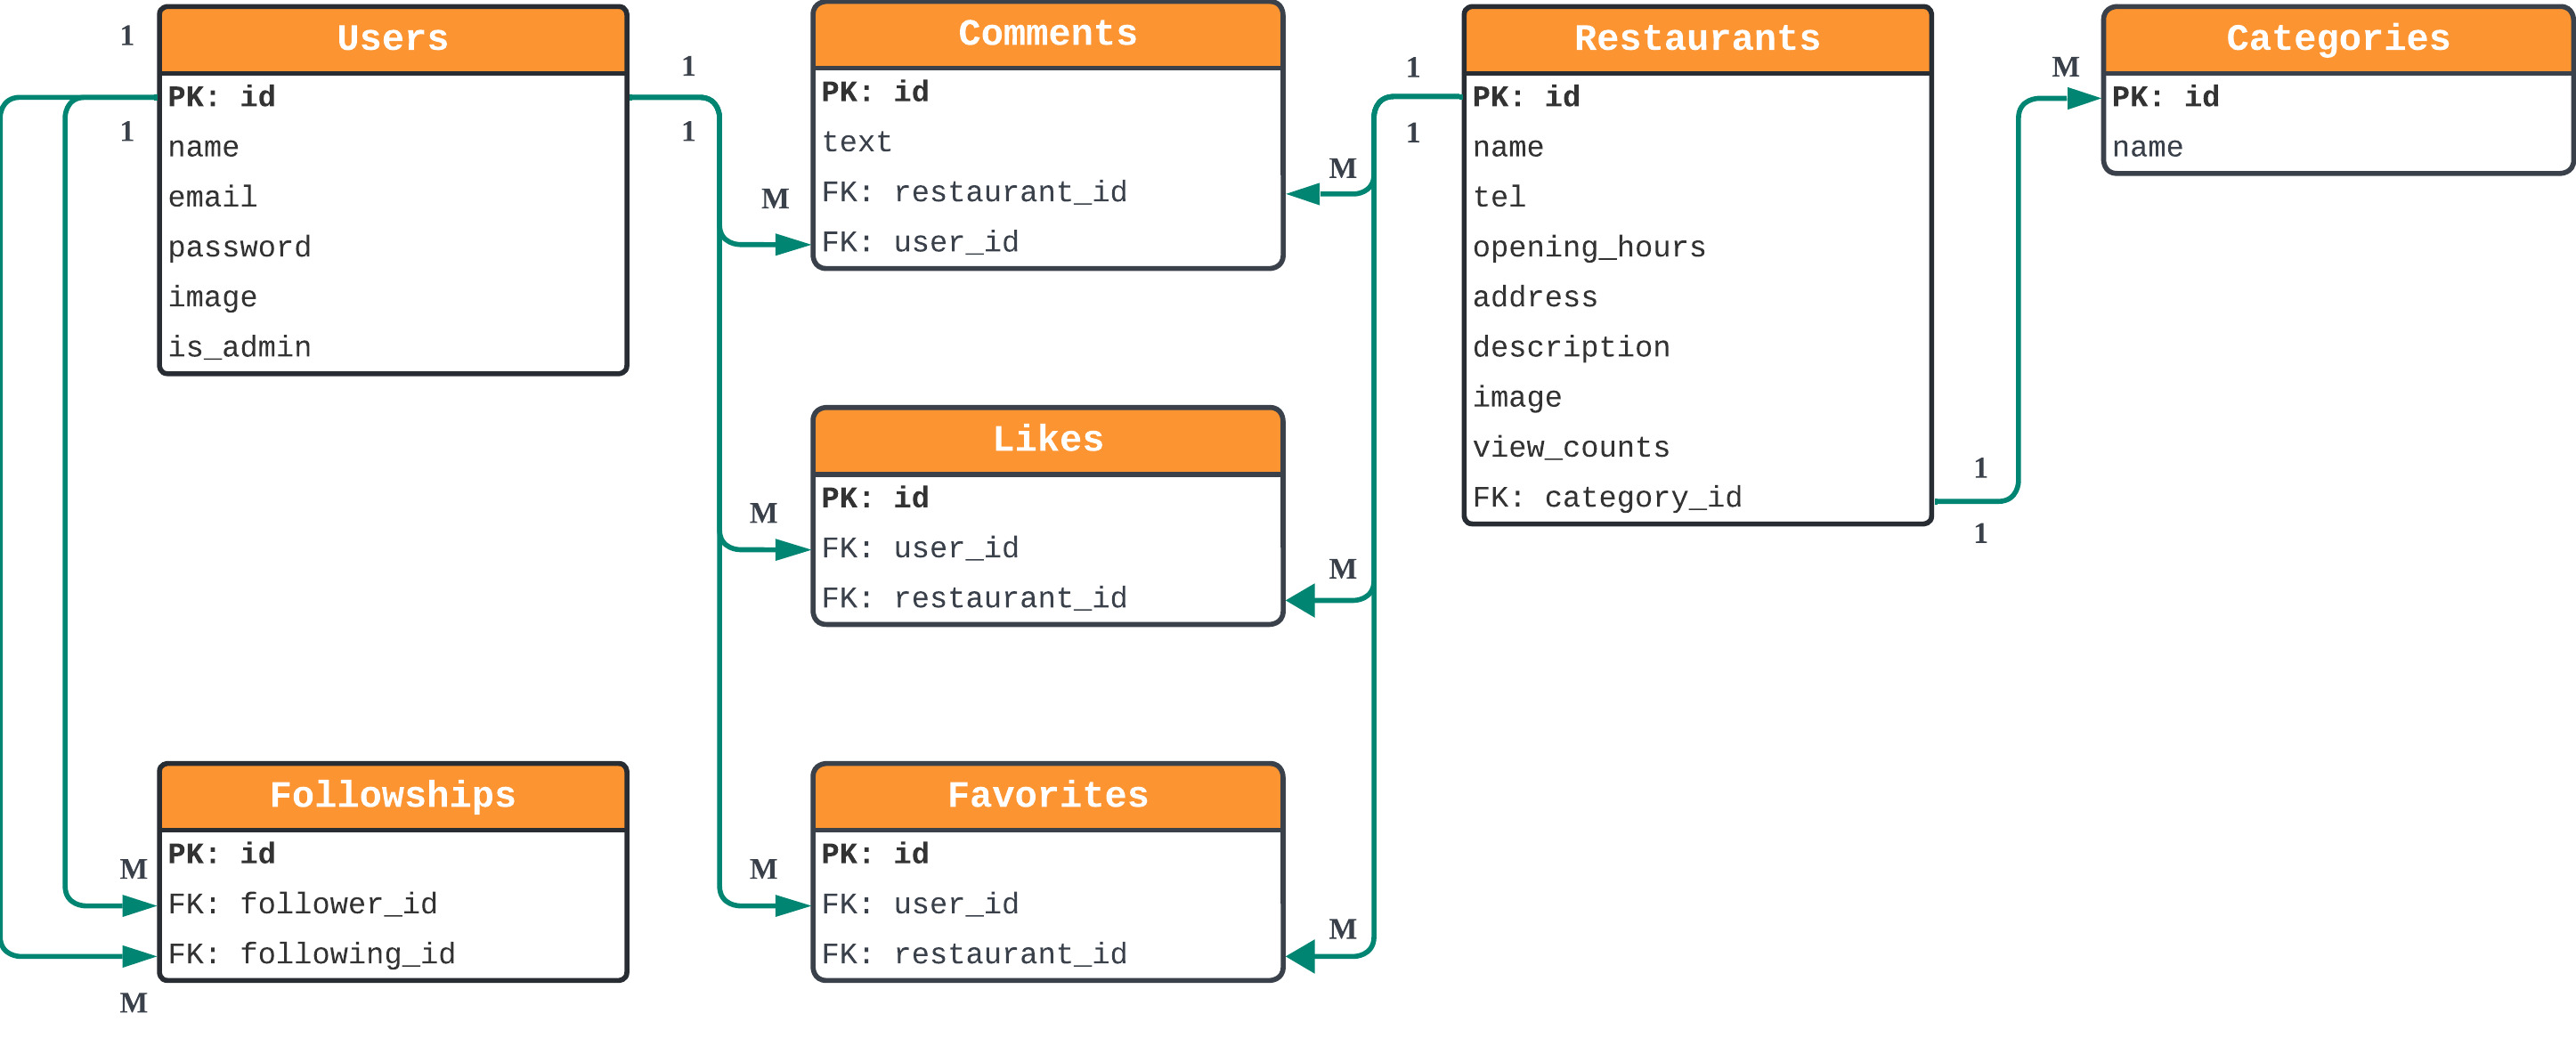 1
1
Users
PK: id
name
email
password
image
is_admin
1
1
M
Comments
PK: id
text
FK: restaurant_id
FK: user_id
M
1
1
Restaurants
PK: id
name
tel
opening_hours
address
description
image
view_counts
FK: category_id
1
1
M
Categories
PK: id
name
M
Likes
PK: id
FK: user_id
FK: restaurant_id
M
M
M
Followships
PK: id
FK: follower_id
FK: following_id
M
Favorites
PK: id
FK: user_id
FK: restaurant_id
M